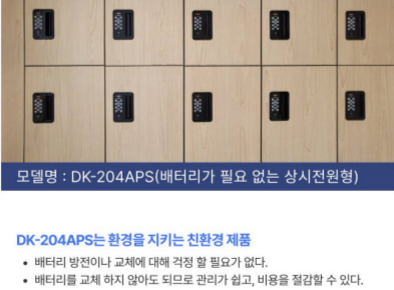 모델명 : DK-204APS(배터리가 필요 없는 상시전원형)
DK-204APS는 환경을 지키는 친환경 제품
• 배터리 방전이나 교체에 대해 걱정 할 필요가 없다.
• 배터리를 교체 하지 않아도 되므로 관리가 쉽고, 비용을 절감할 수 있다.